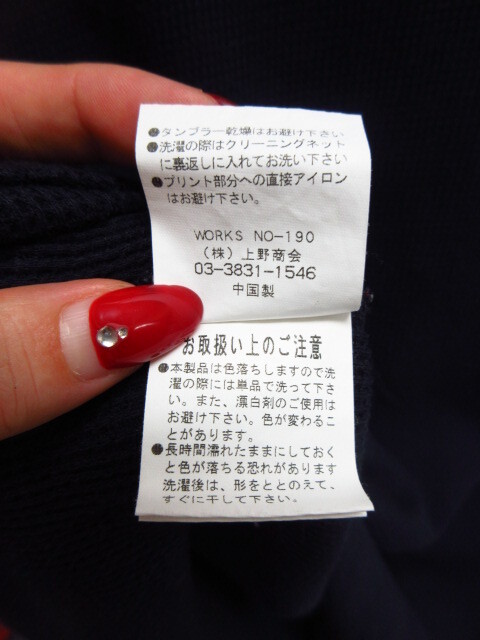 ●タンブラー乾燥はお避け下さい
●洗濯の際はクリーニングネット
に裏返しに入れてお洗い下さい
●プリント部分への直接アイロン
はお避け下さい。
WORKS NO-190
(株)上野商会
03-3831-1546
中国製
お取扱い上のご注意
●本製品は色落ちしますので洗
濯の際には単品で洗って下さ
い。また、漂白剤のご使用は
お避け下さい。色が変わるこ
とがあります。
●長時間濡れたままにしておく
と色が落ちる恐れがあります
洗濯後は、形をととのえて、
すぐに干して下さい。